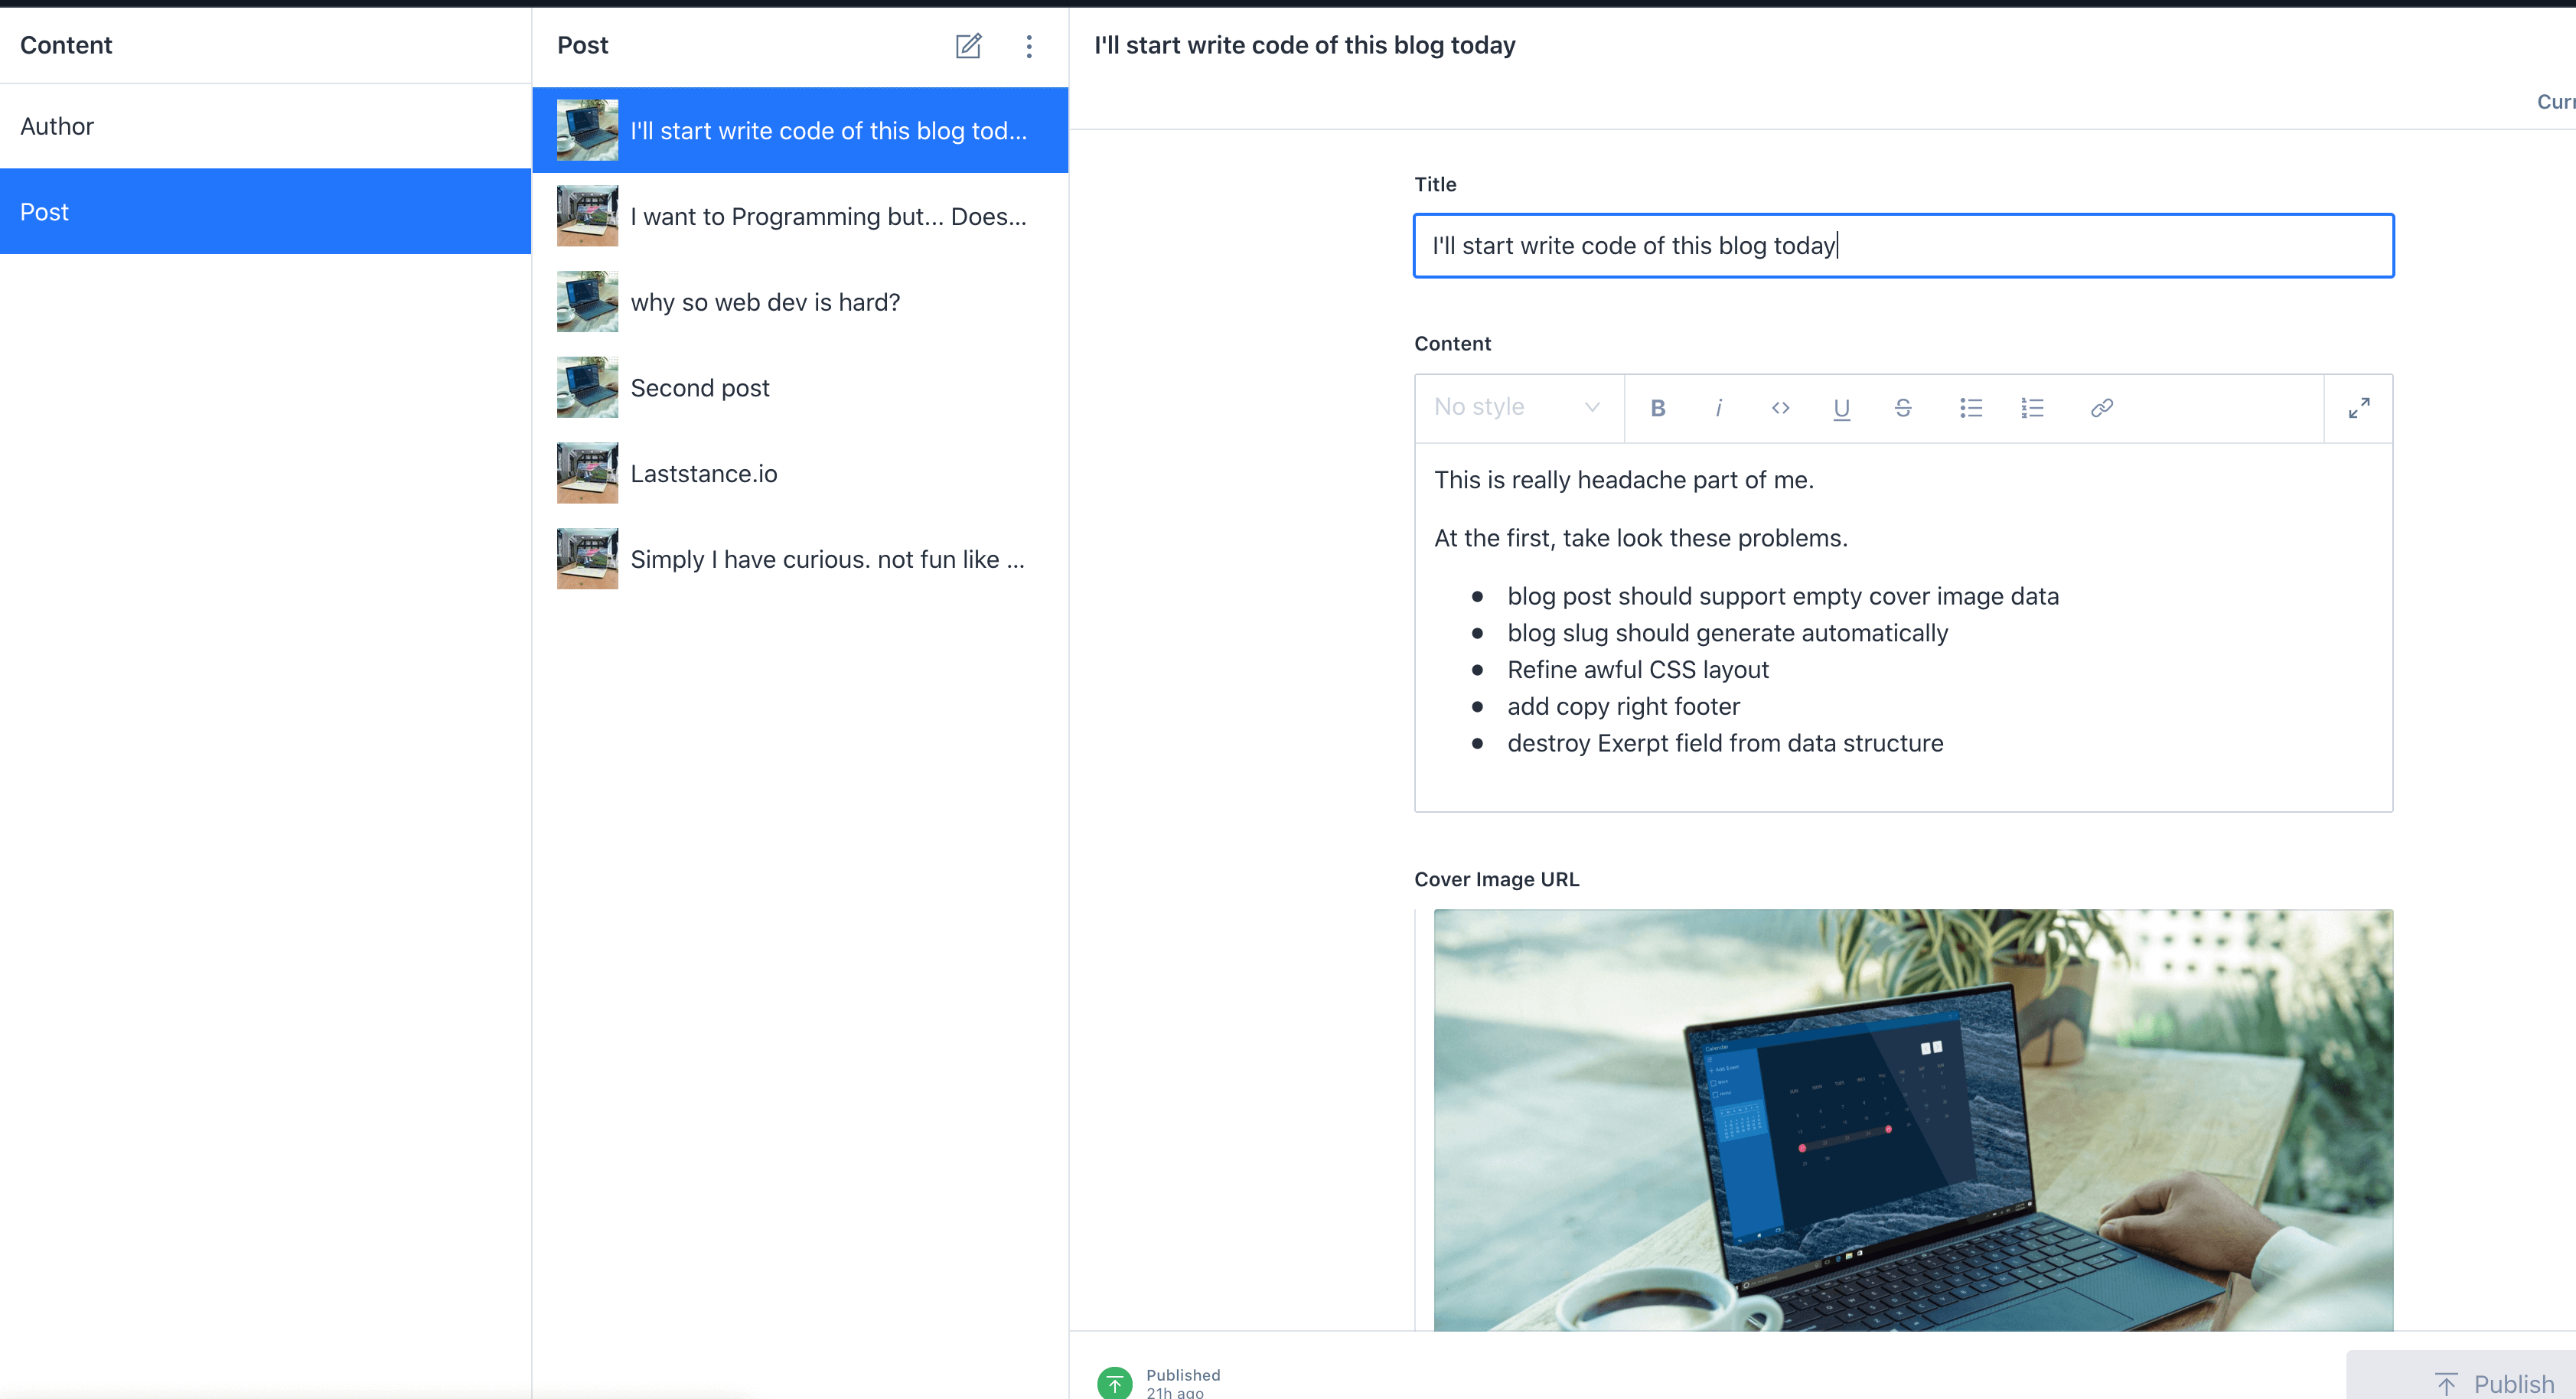 Content
Author
Post
Post
I'll start write code of this blog tod...
I want to Programming but... Does...
why so web dev is hard?
Second post
Laststance.io
Simply I have curious. not fun like ...
I'll start write code of this blog today
Title
I'll start write code of this blog today
Content
No style
B i <> U S
This is really headache part of me.
At the first, take look these problems.
● blog post should support empty cover image data
● blog slug should generate automatically
● Refine awful CSS layout
● add copy right footer
● destroy Exerpt field from data structure
Cover Image URL
Calendar
Published
21h ago
Publish